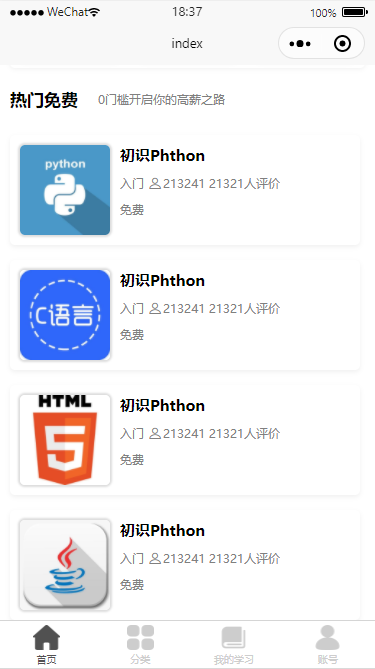 WeChat 18:37 100%
index
热门免费 0门槛开启你的高薪之路
python
初识Phthon
入门 213241 21321人评价
免费
C语言
初识Phthon
入门 213241 21321人评价
免费
HTML
5
初识Phthon
入门 213241 21321人评价
免费
初识Phthon
入门 213241 21321人评价
免费
首页 分类 我的学习 账号